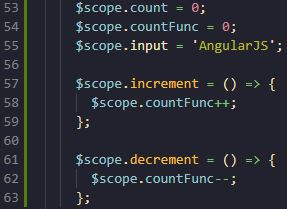 53 $scope.count = 0;
54 $scope.countFunc = 0;
55 $scope.input = 'AngularJS';
56
57 $scope.increment = () => {
58 $scope.countFunc++;
59 };
60
61 $scope.decrement = () => {
62 $scope.countFunc--;
63 };